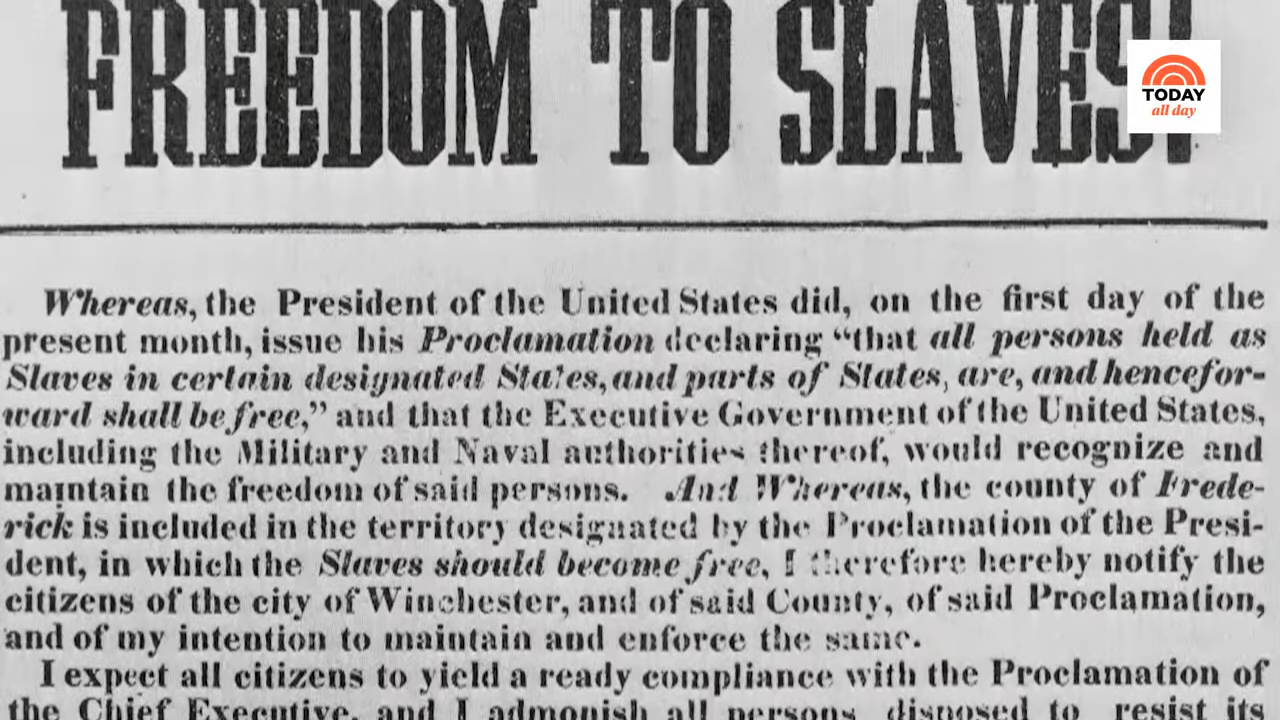 FREEDOM TO SLAVES!
TODAY
all day
Whereas, the President of the United States did, on the first day of the
present month, issue his Proclamation declaring “that all persons held as
Slaves in certain designated States, and parts of States, are, and hencefor-
ward shall be free,” and that the Executive Government of the United States,
including the Military and Naval authorities thereof, would recognize and
maintain the freedom of said persons. And Whereas, the county of Frede-
rick is included in the territory designated by the Proclamation of the Presi-
dent, in which the Slaves should become free, I therefore hereby notify the
citizens of the city of Winchester, and of said County, of said Proclamation,
and of my intention to maintain and enforce the same.
I expect all citizens to yield a ready compliance with the Proclamation of
the Chief Executive, and I admonish all persons disposed to resist its